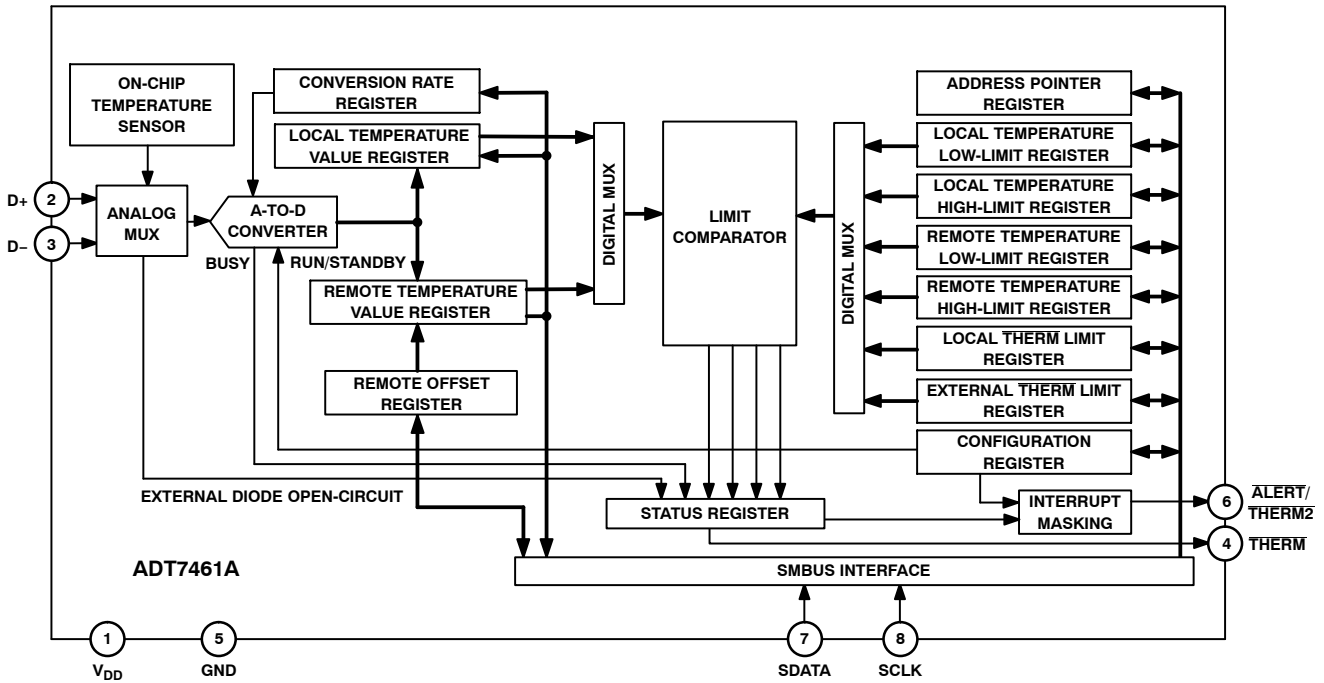 ON-CHIP
TEMPERATURE
SENSOR
CONVERSION RATE
REGISTER
LOCAL TEMPERATURE
VALUE REGISTER
D+
2
D−
3
ANALOG
MUX
A-TO-D
CONVERTER
BUSY
RUN/STANDBY
REMOTE TEMPERATURE
VALUE REGISTER
REMOTE OFFSET
REGISTER
DIGITAL MUX
LIMIT
COMPARATOR
DIGITAL MUX
ADDRESS POINTER
REGISTER
LOCAL TEMPERATURE
LOW-LIMIT REGISTER
LOCAL TEMPERATURE
HIGH-LIMIT REGISTER
REMOTE TEMPERATURE
LOW-LIMIT REGISTER
REMOTE TEMPERATURE
HIGH-LIMIT REGISTER
LOCAL THERM LIMIT
REGISTER
EXTERNAL THERM LIMIT
REGISTER
CONFIGURATION
REGISTER
EXTERNAL DIODE OPEN-CIRCUIT
STATUS REGISTER
INTERRUPT
MASKING
6
ALERT/
THERM2
4
THERM
ADT7461A
SMBUS INTERFACE
1
VDD
5
GND
7
SDATA
8
SCLK